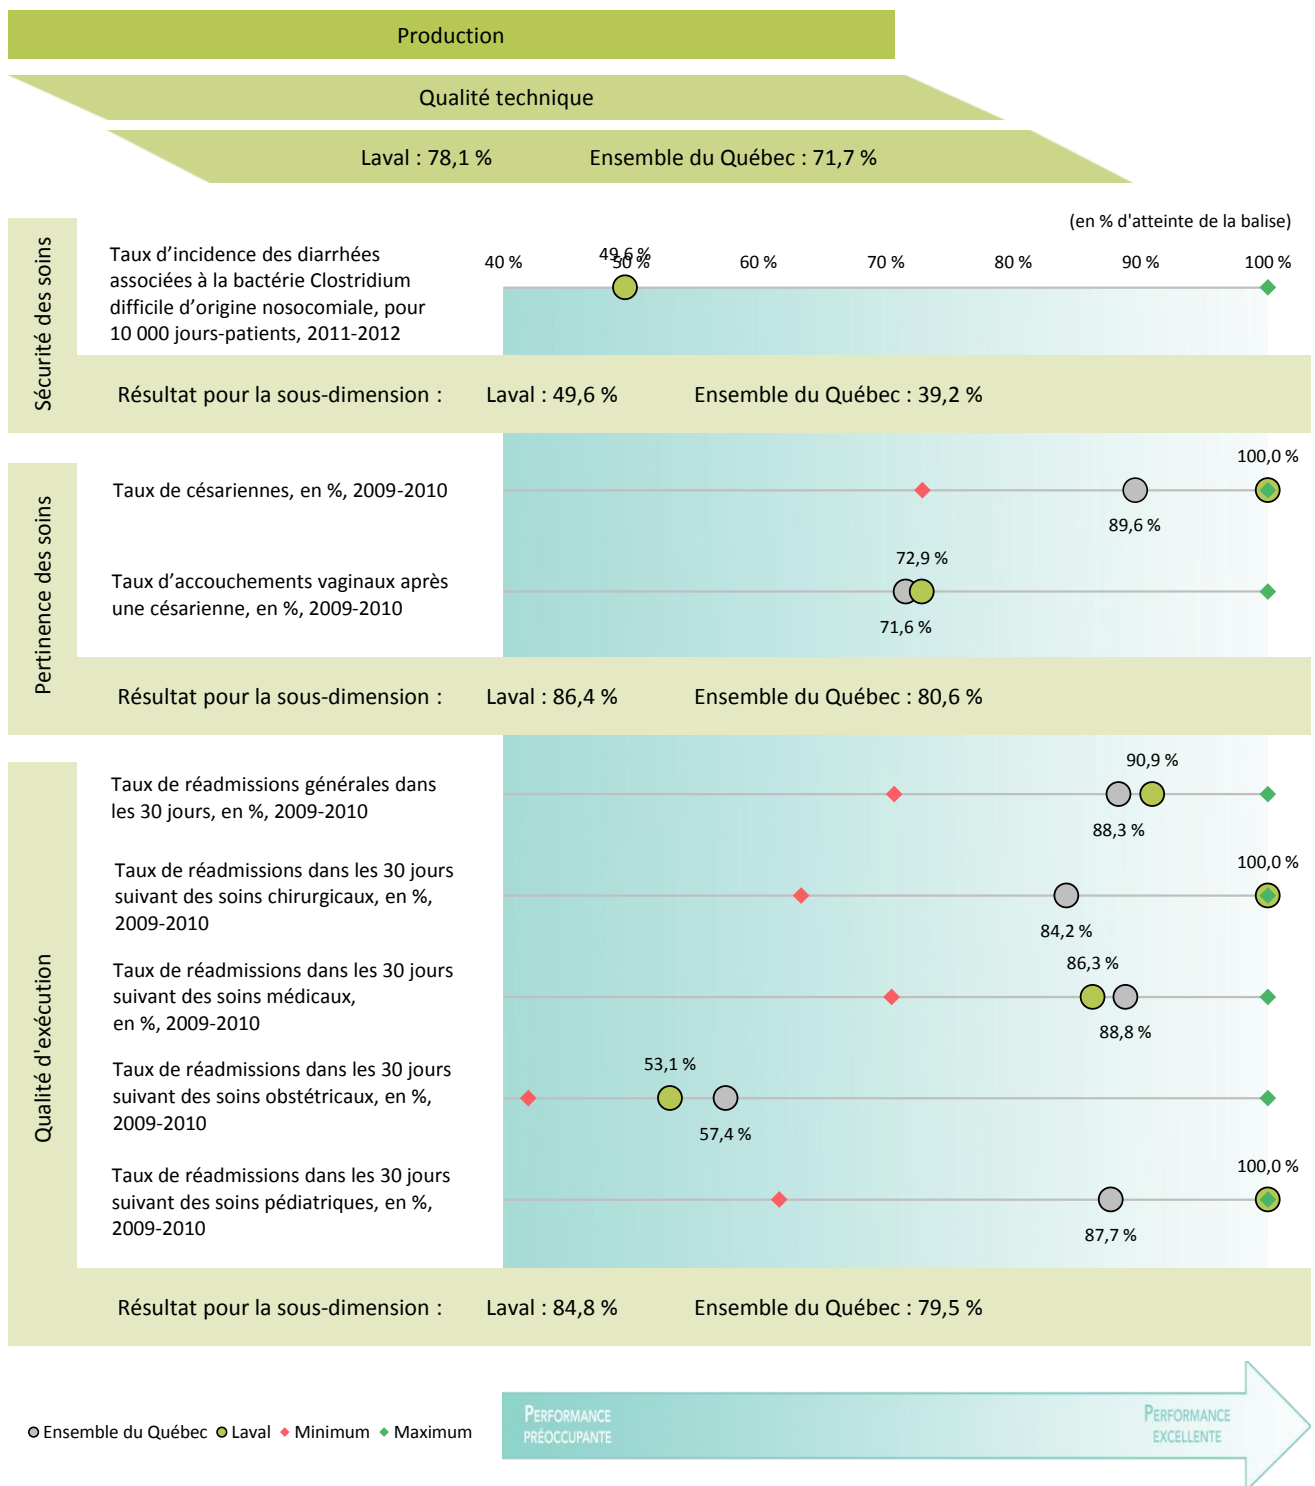 Production
Qualité technique
Laval : 78,1 % Ensemble du Québec : 71,7 %
(en % d'atteinte de la balise)
Sécurité des soins
Taux d'incidence des diarrhées
associées à la bactérie Clostridium
difficile d'origine nosocomiale, pour
10 000 jours-patients, 2011-2012
40 % 50 % 60 % 70 % 80 % 90 % 100 %
49,6 %
Résultat pour la sous-dimension : Laval : 49,6 % Ensemble du Québec : 39,2 %
Pertinence des soins
Taux de césariennes, en %, 2009-2010
100,0 %
89,6 %
Taux d'accouchements vaginaux après
une césarienne, en %, 2009-2010
72,9 %
71,6 %
Résultat pour la sous-dimension : Laval : 86,4 % Ensemble du Québec : 80,6 %
Qualité d'exécution
Taux de réadmissions générales dans
les 30 jours, en %, 2009-2010
90,9 %
88,3 %
Taux de réadmissions dans les 30 jours
suivant des soins chirurgicaux, en %,
2009-2010
100,0 %
84,2 %
Taux de réadmissions dans les 30 jours
suivant des soins médicaux,
en %, 2009-2010
86,3 %
88,8 %
Taux de réadmissions dans les 30 jours
suivant des soins obstétricaux, en %,
2009-2010
53,1 %
57,4 %
Taux de réadmissions dans les 30 jours
suivant des soins pédiatriques, en %,
2009-2010
100,0 %
87,7 %
Résultat pour la sous-dimension : Laval : 84,8 % Ensemble du Québec : 79,5 %
Ensemble du Québec Laval Minimum Maximum
PERFORMANCE
PRÉOCCUPANTE
PERFORMANCE
EXCELLENTE